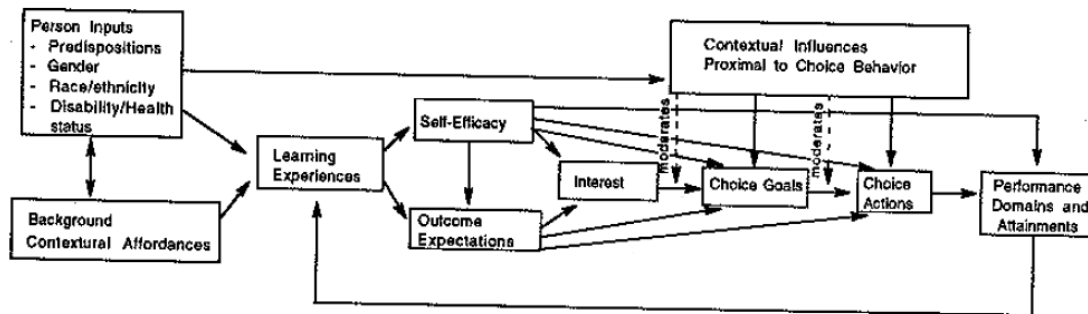 Person Inputs
- Predispositions
- Gender
- Race/ethnicity
- Disability/Health
status
Contextual Influences
Proximal to Choice Behavior
moderates
moderates
Self-Efficacy
Learning
Experiences
Interest
Choice Goals
Choice
Actions
Performance
Domains and
Attainments
Background
Contextural Affordances
Outcome
Expectations